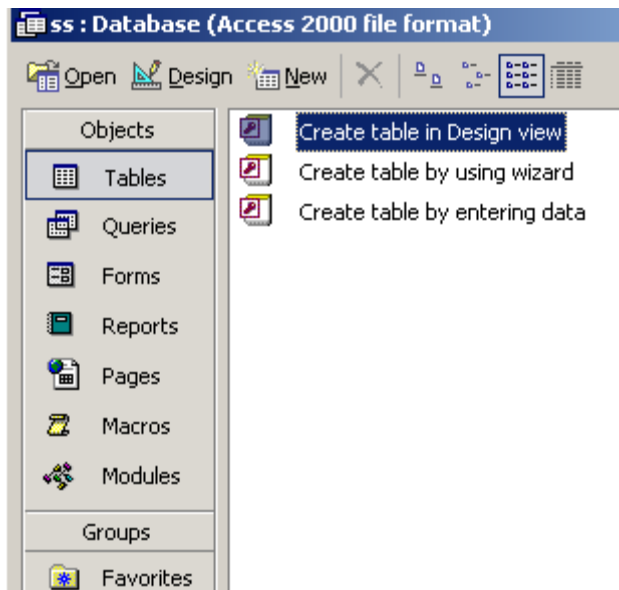 ss : Database (Access 2000 file format)
Open Design New
Objects
Tables
Queries
Forms
Reports
Pages
Macros
Modules
Groups
Favorites
Create table in Design view
Create table by using wizard
Create table by entering data